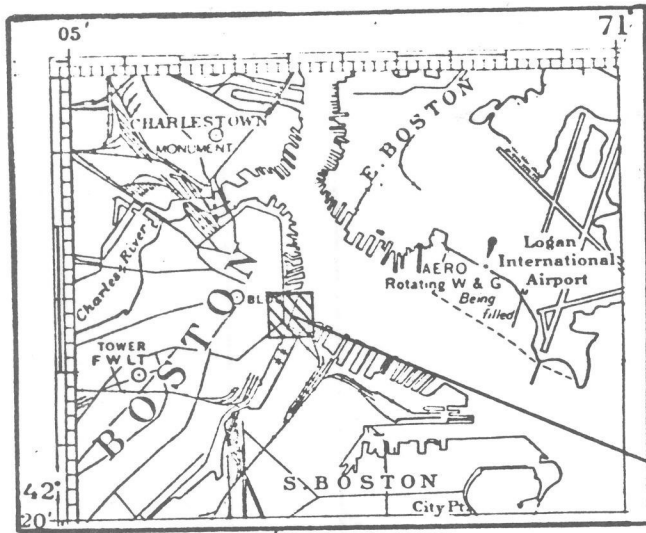 05'
71°
CHARLESTOWN
MONUMENT
E. BOSTON
Charles River
Logan
International
Airport
AERO
Rotating W & G
Being
filled
BOSTON
BLDG
TOWER
F W LT
S. BOSTON
City Pt.
42°
20'